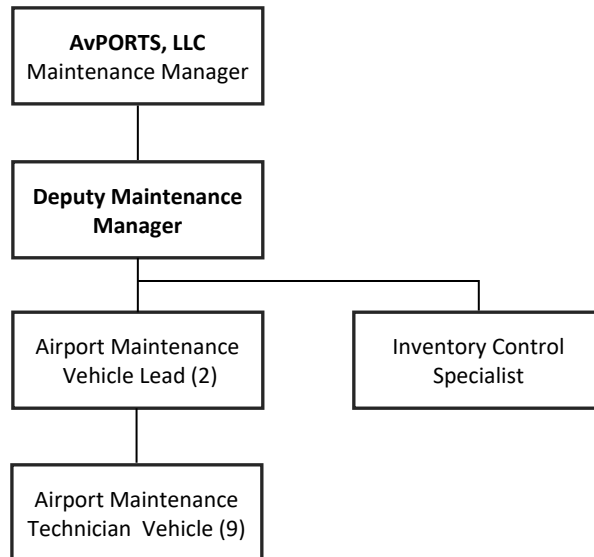 AvPORTS, LLC
Maintenance Manager
Deputy Maintenance
Manager
Airport Maintenance
Vehicle Lead (2)
Inventory Control
Specialist
Airport Maintenance
Technician  Vehicle (9)